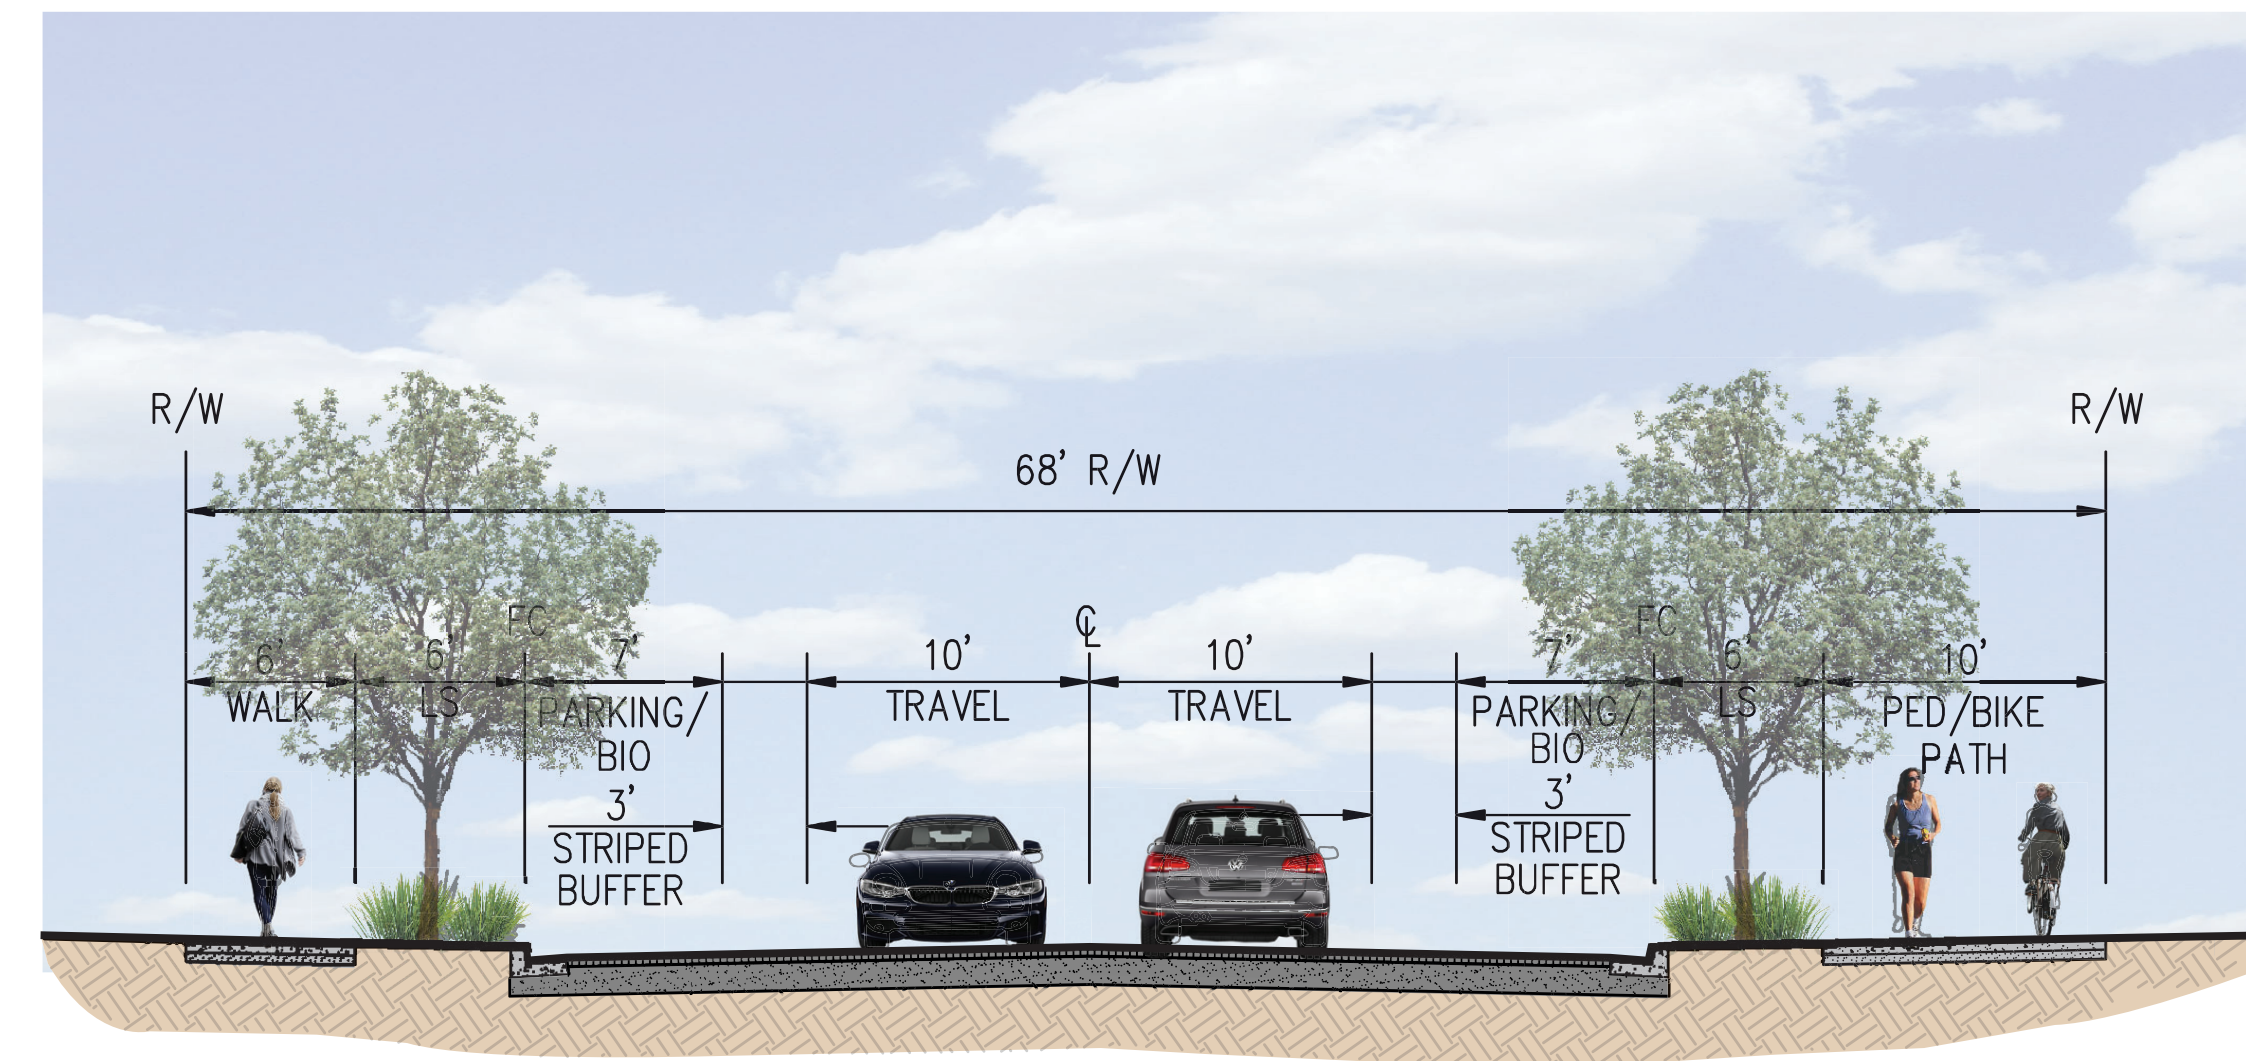 R/W
R/W
68' R/W
FC
℄
FC
6'
6'
7'
10'
10'
7'
6'
10'
WALK
LS
PARKING/
BIO
TRAVEL
TRAVEL
PARKING/
BIO
LS
PED/BIKE
PATH
3'
STRIPED
BUFFER
3'
STRIPED
BUFFER